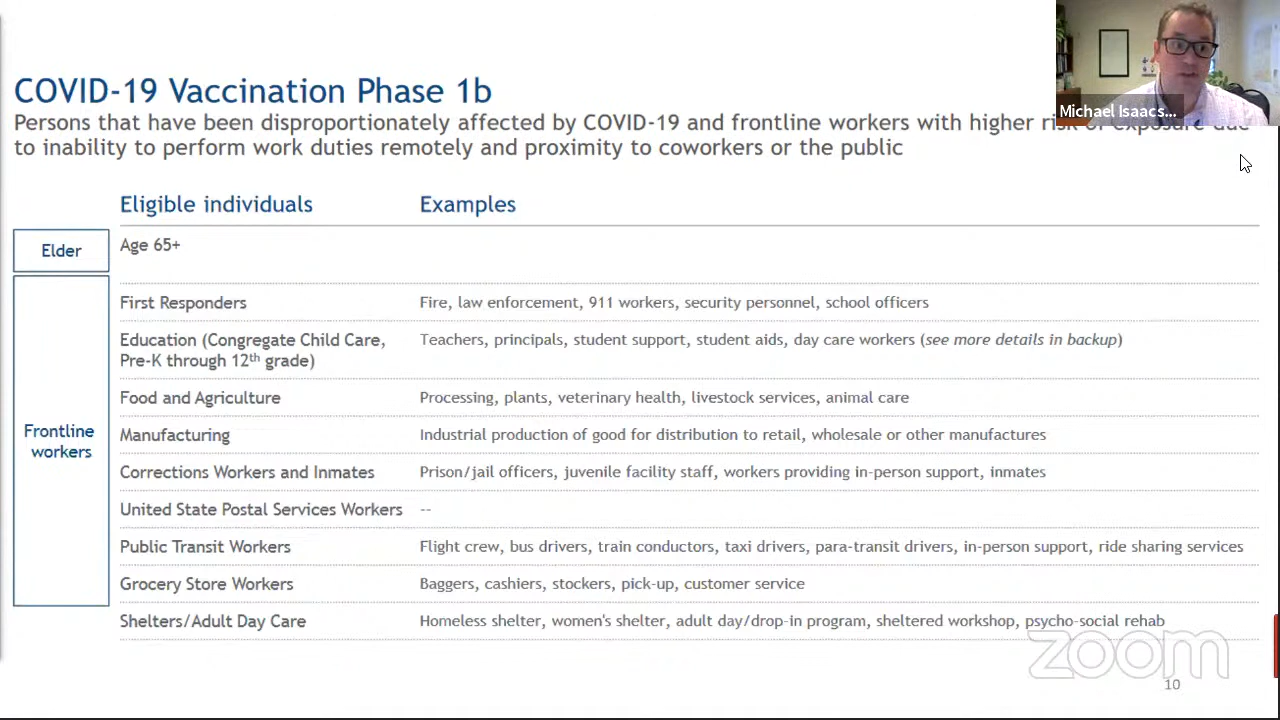 COVID-19 Vaccination Phase 1b
Michael Isaacs...
Persons that have been disproportionately affected by COVID-19 and frontline workers with higher risk of exposure due
to inability to perform work duties remotely and proximity to coworkers or the public
Eligible individuals Examples
Elder Age 65+
First Responders Fire, law enforcement, 911 workers, security personnel, school officers
Education (Congregate Child Care, Teachers, principals, student support, student aids, day care workers (see more details in backup)
Pre-K through 12th grade)
Food and Agriculture Processing, plants, veterinary health, livestock services, animal care
Frontline
workers
Manufacturing Industrial production of good for distribution to retail, wholesale or other manufactures
Corrections Workers and Inmates Prison/jail officers, juvenile facility staff, workers providing in-person support, inmates
United State Postal Services Workers --
Public Transit Workers Flight crew, bus drivers, train conductors, taxi drivers, para-transit drivers, in-person support, ride sharing services
Grocery Store Workers Baggers, cashiers, stockers, pick-up, customer service
Shelters/Adult Day Care Homeless shelter, women's shelter, adult day/drop-in program, sheltered workshop, psycho-social rehab
zoom
10